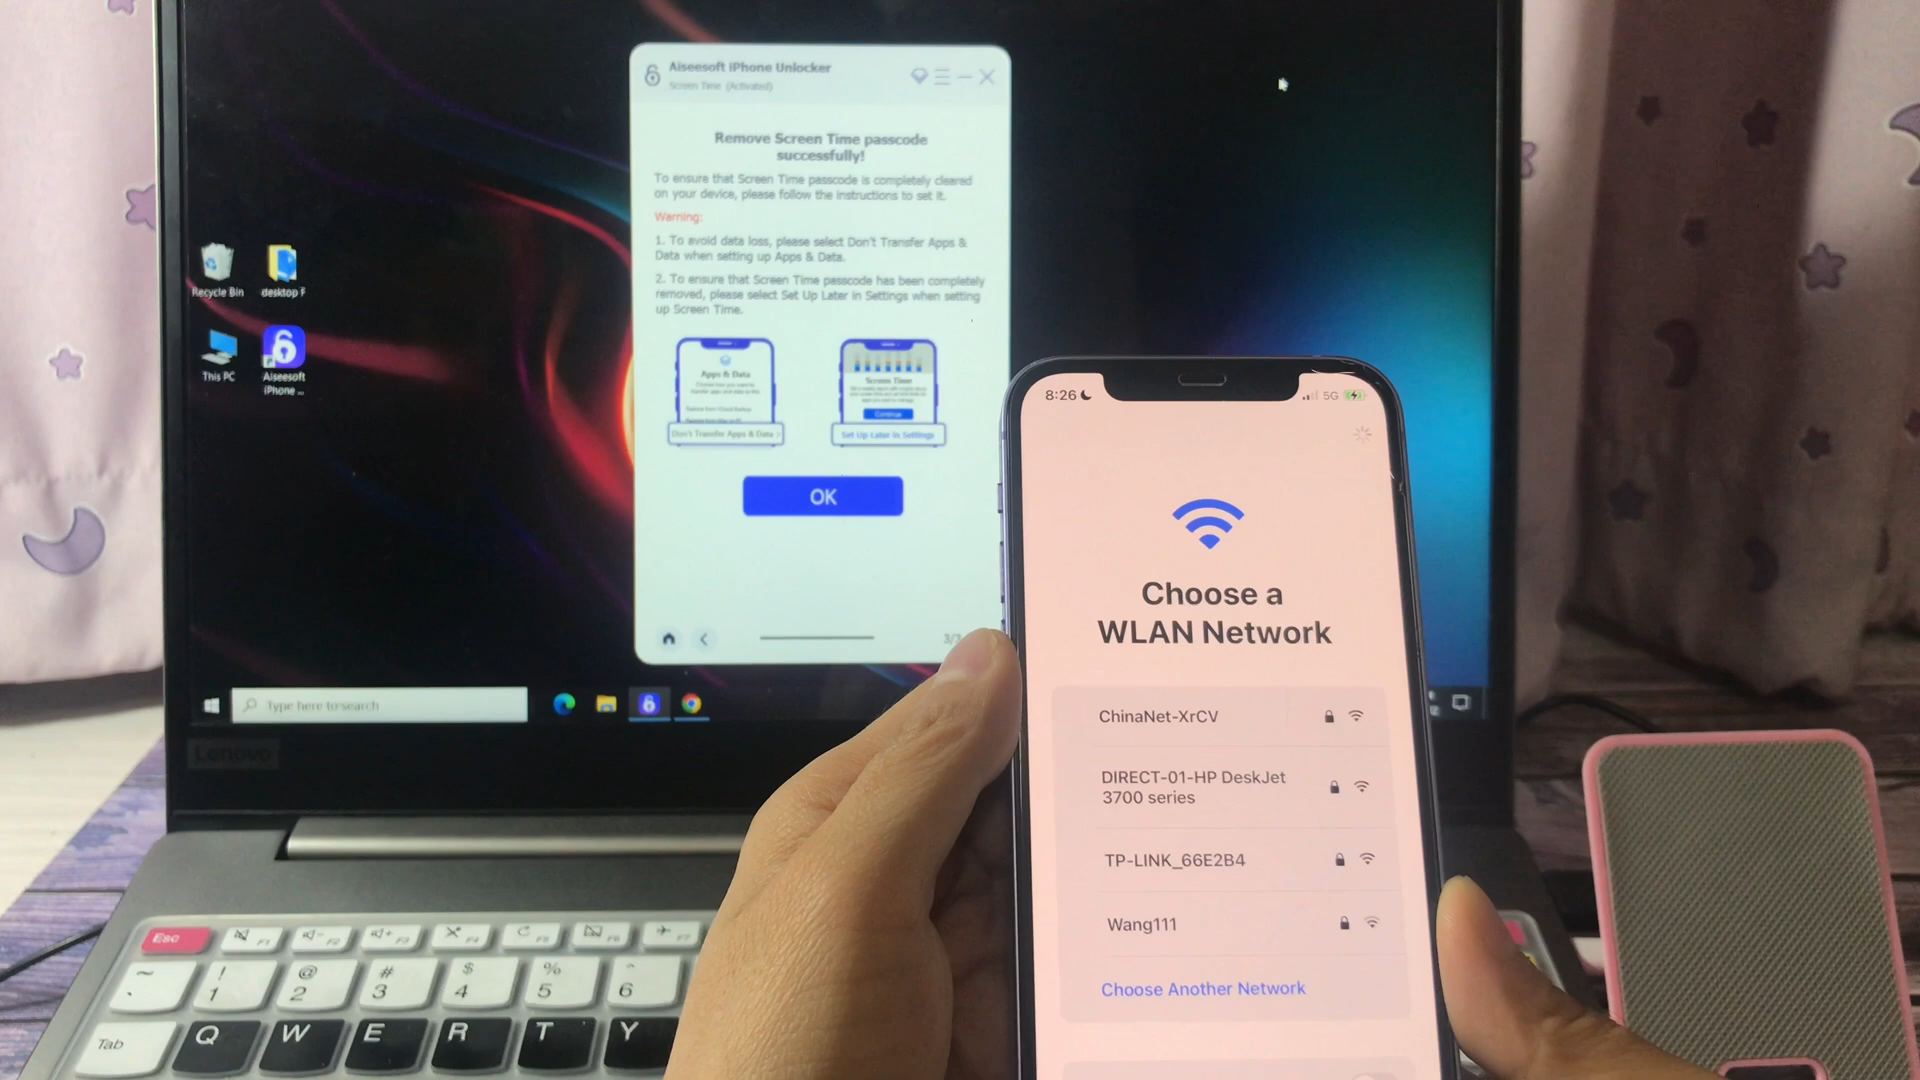 Aiseesoft iPhone Unlocker
Screen Time (Activated)
Remove Screen Time passcode
successfully!
To ensure that Screen Time passcode is completely cleared
on your device, please follow the instructions to set it.
Warning:
1. To avoid data loss, please select Don't Transfer Apps &
Data when setting up Apps & Data.
2. To ensure that Screen Time passcode has been completely
removed, please select Set Up Later in Settings when setting
up Screen Time.
Apps & Data
Don't Transfer Apps & Data >
Screen Time
Continue
Set Up Later in Settings
OK
Recycle Bin
desktop F
This PC
Aiseesoft
iPhone ...
Type here to search
Lenovo
8:26
5G
Choose a
WLAN Network
ChinaNet-XrCV
DIRECT-01-HP DeskJet
3700 series
TP-LINK_66E2B4
Wang111
Choose Another Network
Esc
F1
F2
F3
F4
F5
F6
F7
~ ! @ # $ % ^
1 2 3 4 5 6
Tab Q W E R T Y